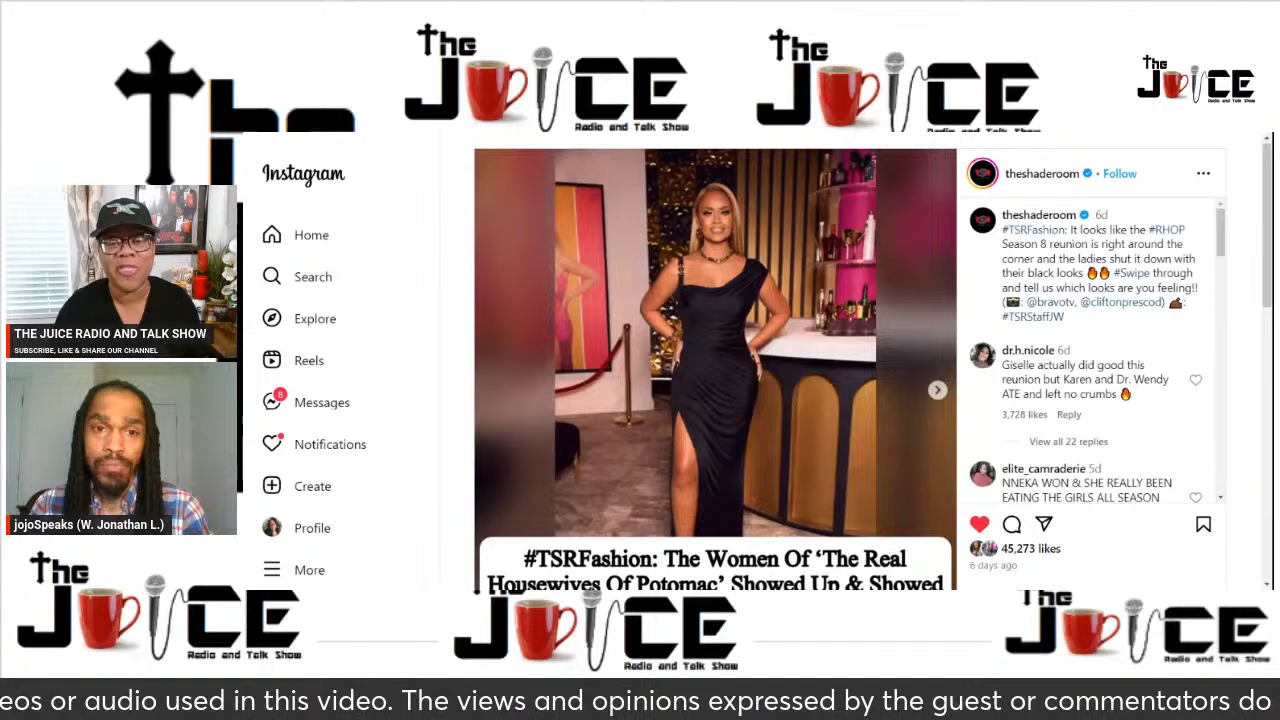 The
JUICE
Radio and Talk Show
The
JUICE
Radio and Talk Show
The
JUICE
Radio and Talk Show
the
Instagram
Home
Search
Explore
Reels
8
Messages
Notifications
Create
Profile
More
THE JUICE RADIO AND TALK SHOW
SUBSCRIBE, LIKE & SHARE OUR CHANNEL
jojoSpeaks (W. Jonathan L.)
#TSRFashion: The Women Of ‘The Real
Housewives Of Potomac’ Showed Up & Showed
theshaderoom • Follow
theshaderoom 6d
#TSRFashion: It looks like the #RHOP
Season 8 reunion is right around the
corner and the ladies shut it down with
their black looks 🔥🔥 #Swipe through
and tell us which looks are you feeling!!
(📸: @bravotv, @cliftonprescod) ✍🏾:
#TSRStaffJW
dr.h.nicole 6d
Giselle actually did good this
reunion but Karen and Dr. Wendy
ATE and left no crumbs 🔥
3,728 likes Reply
View all 22 replies
elite_camraderie 5d
NNEKA WON & SHE REALLY BEEN
EATING THE GIRLS ALL SEASON
45,273 likes
6 days ago
The
JUICE
Radio and Talk Show
JUICE
Radio and Talk Show
The
JUICE
Radio and Talk Show
eos or audio used in this video. The views and opinions expressed by the guest or commentators do